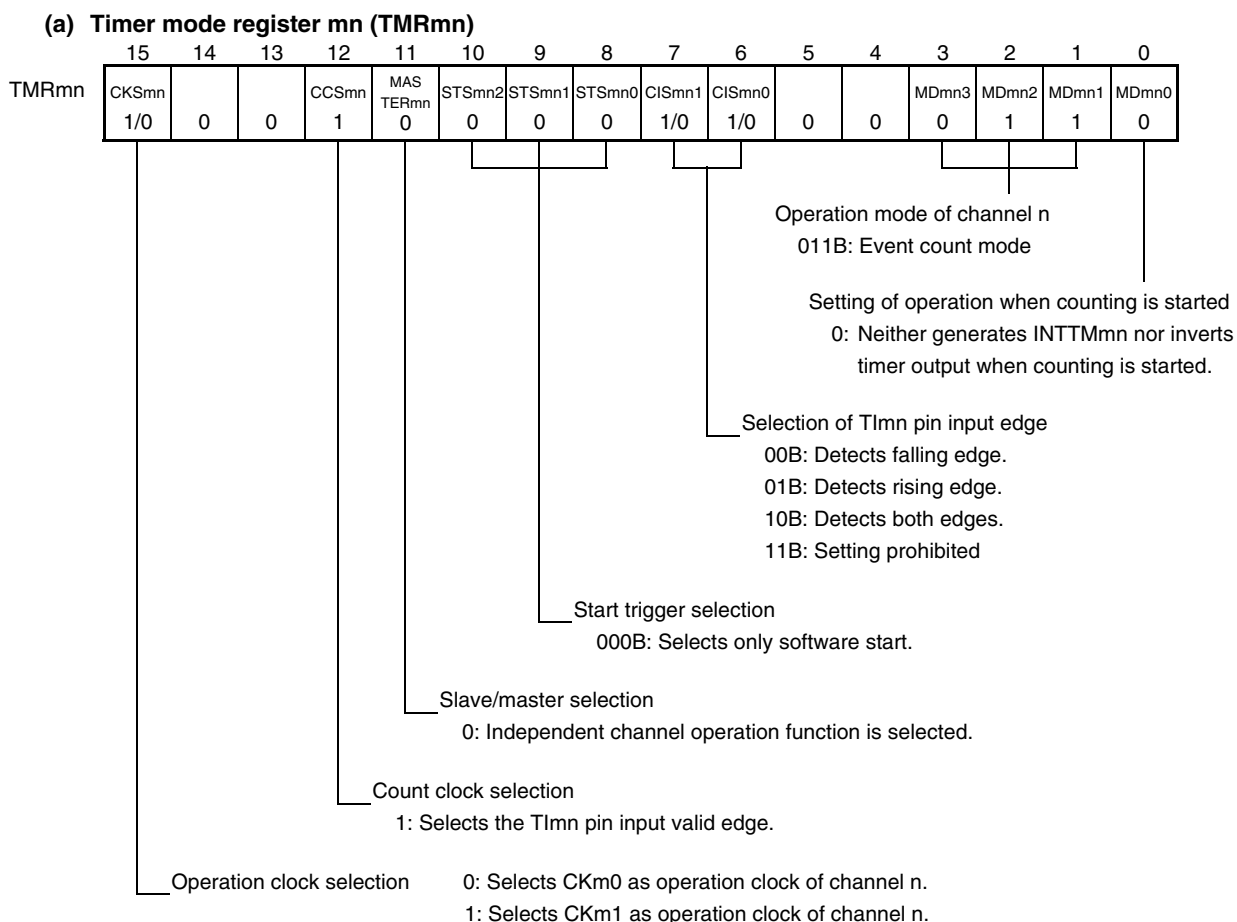 (a) Timer mode register mn (TMRmn)
15 14 13 12 11 10 9 8 7 6 5 4 3 2 1 0
TMRmn CKSmn CCSmn MAS TERmn STSmn2 STSmn1 STSmn0 CISmn1 CISmn0 MDmn3 MDmn2 MDmn1 MDmn0
1/0 0 0 1 0 0 0 0 1/0 1/0 0 0 0 1 1 0
Operation mode of channel n
011B: Event count mode
Setting of operation when counting is started
0: Neither generates INTTMmn nor inverts
timer output when counting is started.
Selection of TImn pin input edge
00B: Detects falling edge.
01B: Detects rising edge.
10B: Detects both edges.
11B: Setting prohibited
Start trigger selection
000B: Selects only software start.
Slave/master selection
0: Independent channel operation function is selected.
Count clock selection
1: Selects the TImn pin input valid edge.
Operation clock selection 0: Selects CKm0 as operation clock of channel n.
1: Selects CKm1 as operation clock of channel n.